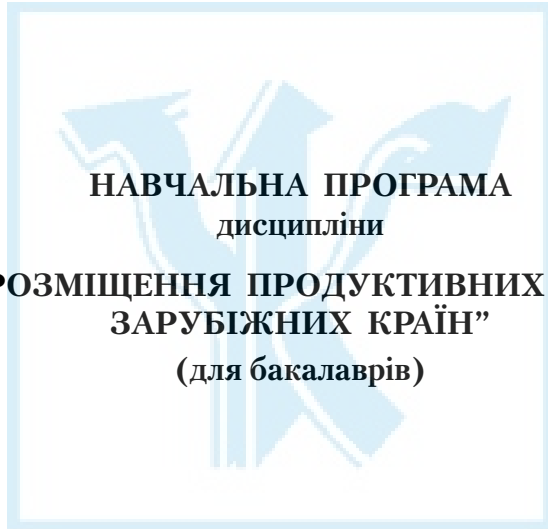 НАВЧАЛЬНА ПРОГРАМА
дисципліни
РОЗМІЩЕННЯ ПРОДУКТИВНИХ
ЗАРУБІЖНИХ КРАЇН”
(для бакалаврів)